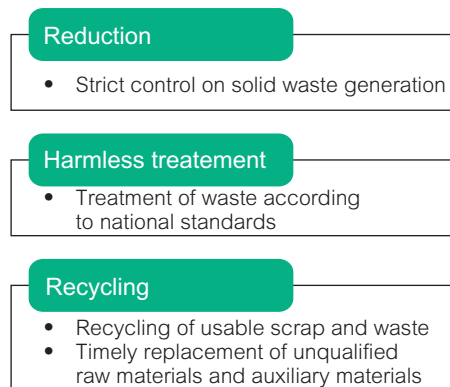 Reduction
• Strict control on solid waste generation
Harmless treatement
• Treatment of waste according
to national standards
Recycling
• Recycling of usable scrap and waste
• Timely replacement of unqualified
raw materials and auxiliary materials